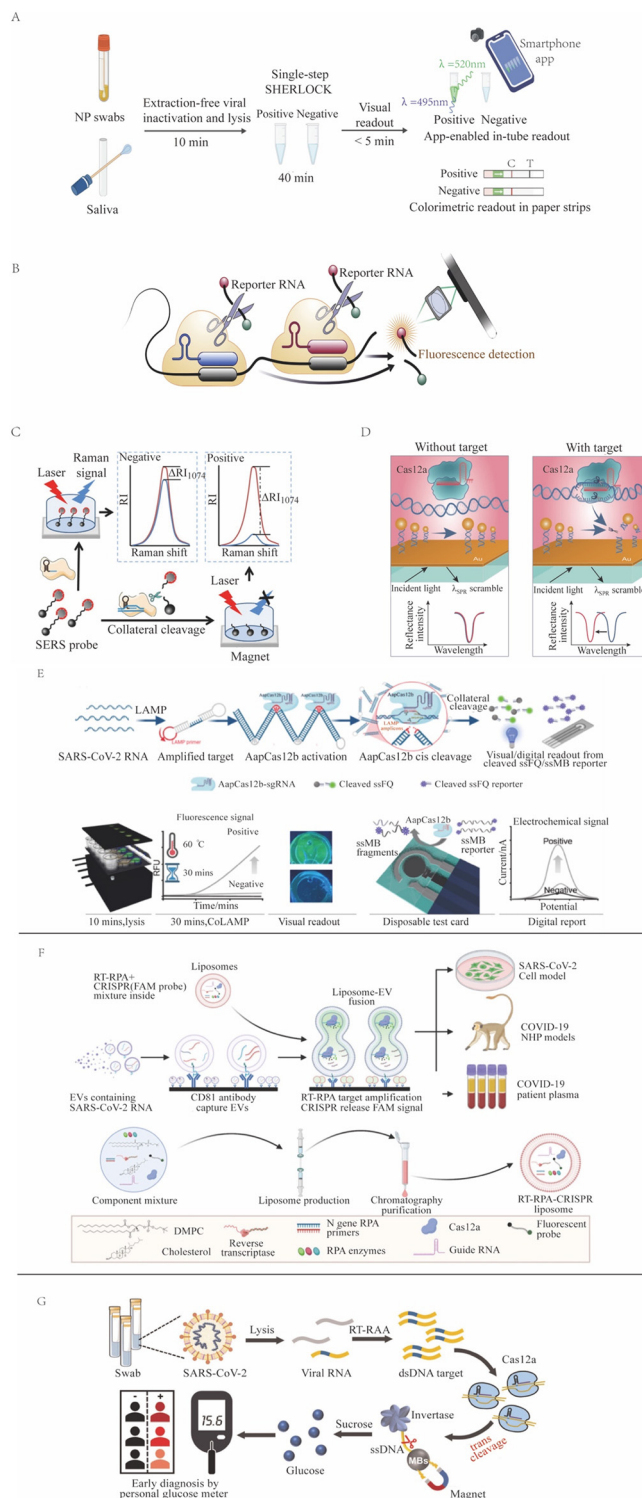 A
NP swabs
Saliva
Extraction-free viral
inactivation and lysis
10 min
Single-step
SHERLOCK
Positive Negative
40 min
Visual
readout
< 5 min
Smartphone
app
λ =520nm
λ=495nm
Positive Negative
App-enabled in-tube readout
C T
Positive
Negative
Colorimetric readout in paper strips
B
Reporter RNA
Reporter RNA
Fluorescence detection
C
Laser
Raman
signal
Negative
ΔRI1074
RI
Raman shift
Positive
ΔRI1074
RI
Raman shift
SERS probe
Collateral cleavage
Laser
Magnet
D
Without target
Cas12a
Au
Incident light
λSPR scramble
Reflectance
intensity
Wavelength
With target
Cas12a
Au
Incident light
λSPR scramble
Reflectance
intensity
Wavelength
E
LAMP
LAMP primer
AapCas12b-sgRNA
AapCas12b-sgRNA
AapCas12b-sgRNA
LAMP
amplicons
Collateral
cleavage
SARS-CoV-2 RNA
Amplified target
AapCas12b activation
AapCas12b cis cleavage
Visual/digital readout from
cleaved ssFQ/ssMB reporter
AapCas12b-sgRNA
Cleaved ssFQ
Cleaved ssFQ reporter
Fluorescence signal
60 ℃
30 mins
Positive
Negative
RFU
Time/mins
ssMB
fragments
AapCas12b
ssMB
reporter
Electrochemical signal
Positive
Negative
Current/nA
Potential
10 mins,lysis
30 mins,CoLAMP
Visual readout
Disposable test card
Digital report
F
RT-RPA+
CRISPR(FAM probe)
mixture inside
Liposomes
Liposome-EV
fusion
SARS-CoV-2
Cell model
COVID-19
NHP models
COVID-19
patient plasma
EVs containing
SARS-CoV-2 RNA
CD81 antibody
capture EVs
RT-RPA target amplification
CRISPR release FAM signal
Component mixture
Liposome production
Chromatography
purification
RT-RPA-CRISPR
liposome
DMPC
Cholesterol
Reverse
transcriptase
N gene RPA
primers
RPA enzymes
Cas12a
Guide RNA
Fluorescent
probe
G
Swab
SARS-CoV-2
Lysis
Viral RNA
RT-RAA
dsDNA target
Cas12a
trans
cleavage
Invertase
ssDNA
MBs
Magnet
Sucrose
Glucose
15.6
- +
Early diagnosis by
personal glucose meter